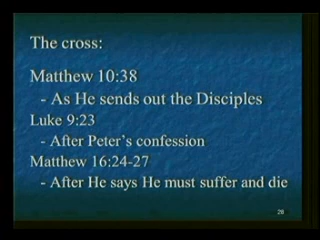 The cross:
Matthew 10:38
- As He sends out the Disciples
Luke 9:23
- After Peter's confession
Matthew 16:24-27
- After He says He must suffer and die